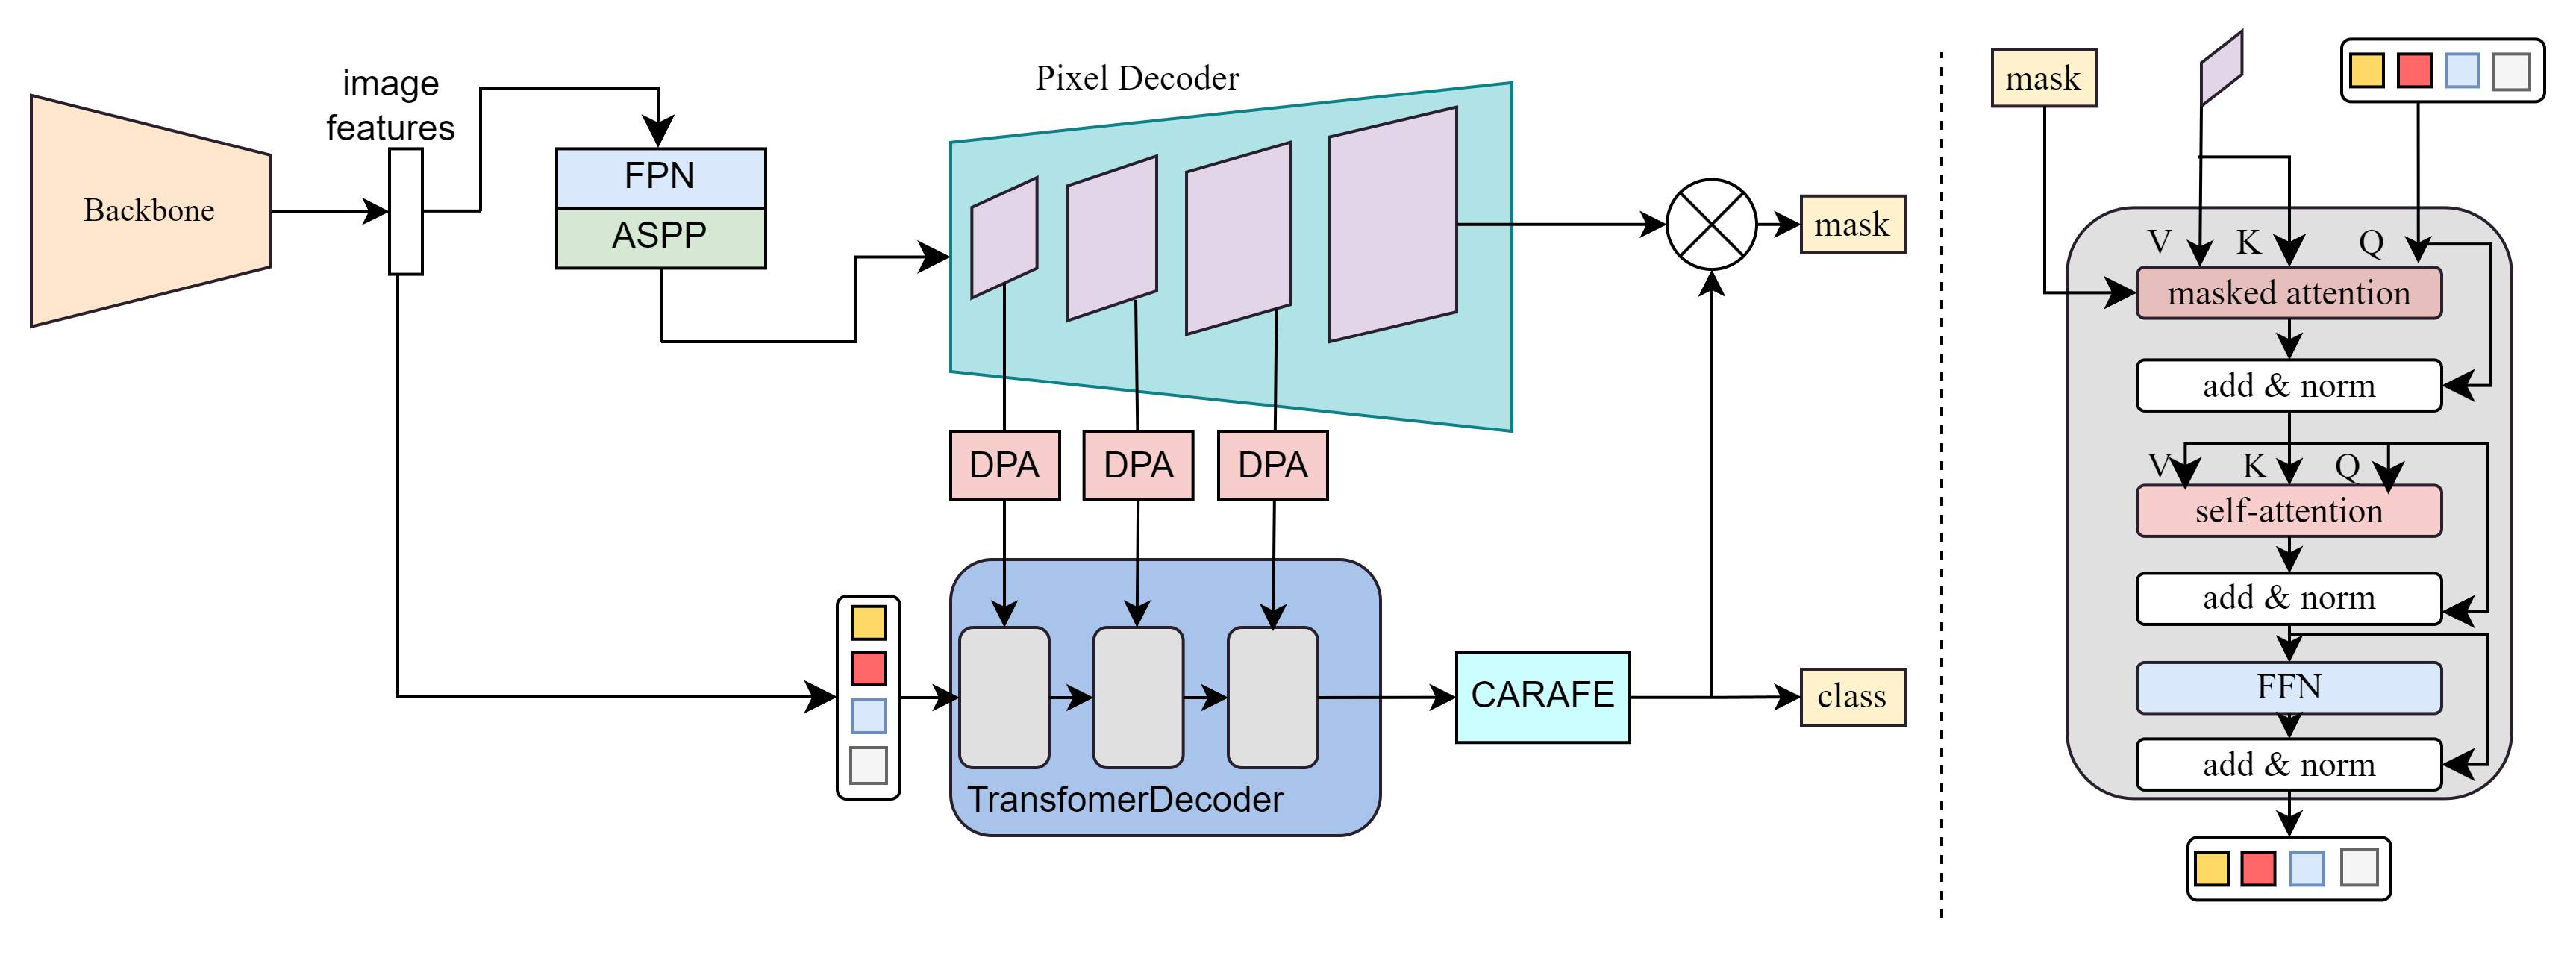 Backbone
image
features
FPN
ASPP
Pixel Decoder
DPA
DPA
DPA
TransfomerDecoder
CARAFE
mask
class
mask
V
K
Q
masked attention
add & norm
V
K
Q
self-attention
add & norm
FFN
add & norm